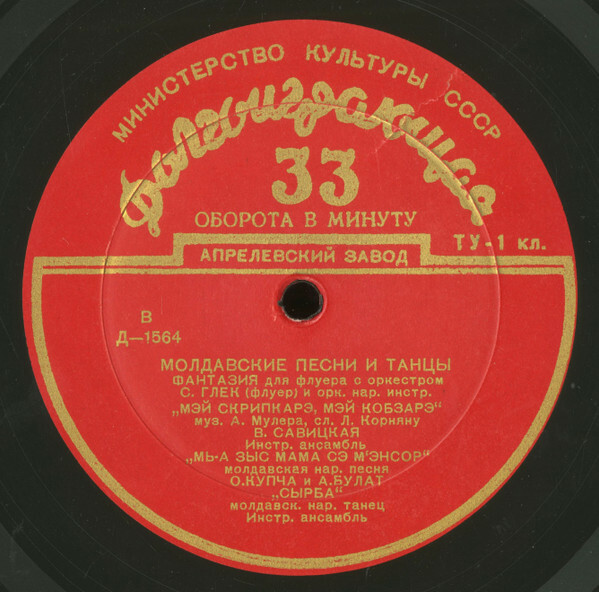 МИНИСТЕРСТВО КУЛЬТУРЫ СССР
Долгоиграющая
33
ОБОРОТА В МИНУТУ
ТУ-1 кл.
АПРЕЛЕВСКИЙ ЗАВОД
В
Д—1564
МОЛДАВСКИЕ ПЕСНИ И ТАНЦЫ
ФАНТАЗИЯ для флуера с оркестром
С. ГЛЕК (флуер) и орк. нар. инстр.
„МЭЙ СКРИПКАРЭ, МЭЙ КОБЗАРЭ"
муз. А. Мулера, сл. Л. Корняну
В. САВИЦКАЯ
Инстр. ансамбль
„МЬ-А ЗЫС МАМА СЭ М'ЭНСОР"
молдавская нар. песня
О. КУПЧА и А. БУЛАТ
„СЫРБА"
молдавск. нар. танец
Инстр. ансамбль